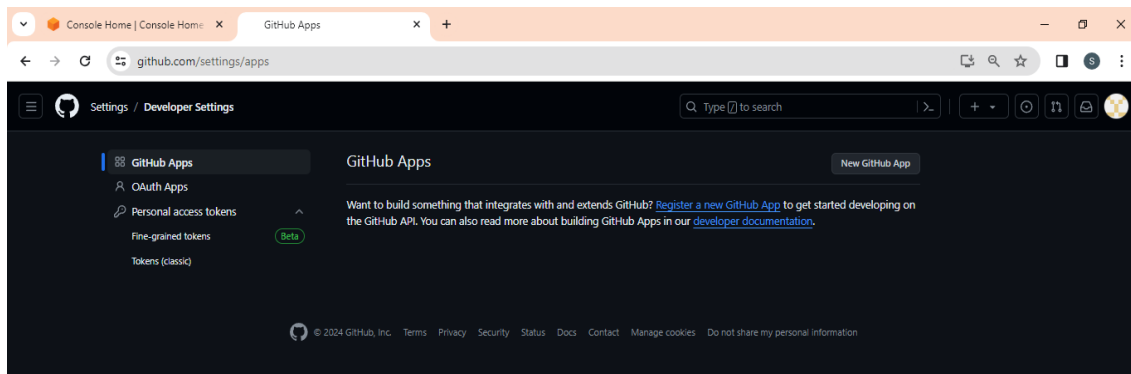 Console Home | Console Home
GitHub Apps
github.com/settings/apps
S
Settings / Developer Settings
Type / to search
GitHub Apps
OAuth Apps
Personal access tokens
Fine-grained tokens
Beta
Tokens (classic)
GitHub Apps
New GitHub App
Want to build something that integrates with and extends GitHub? Register a new GitHub App to get started developing on
the GitHub API. You can also read more about building GitHub Apps in our developer documentation.
© 2024 GitHub, Inc. Terms Privacy Security Status Docs Contact Manage cookies Do not share my personal information